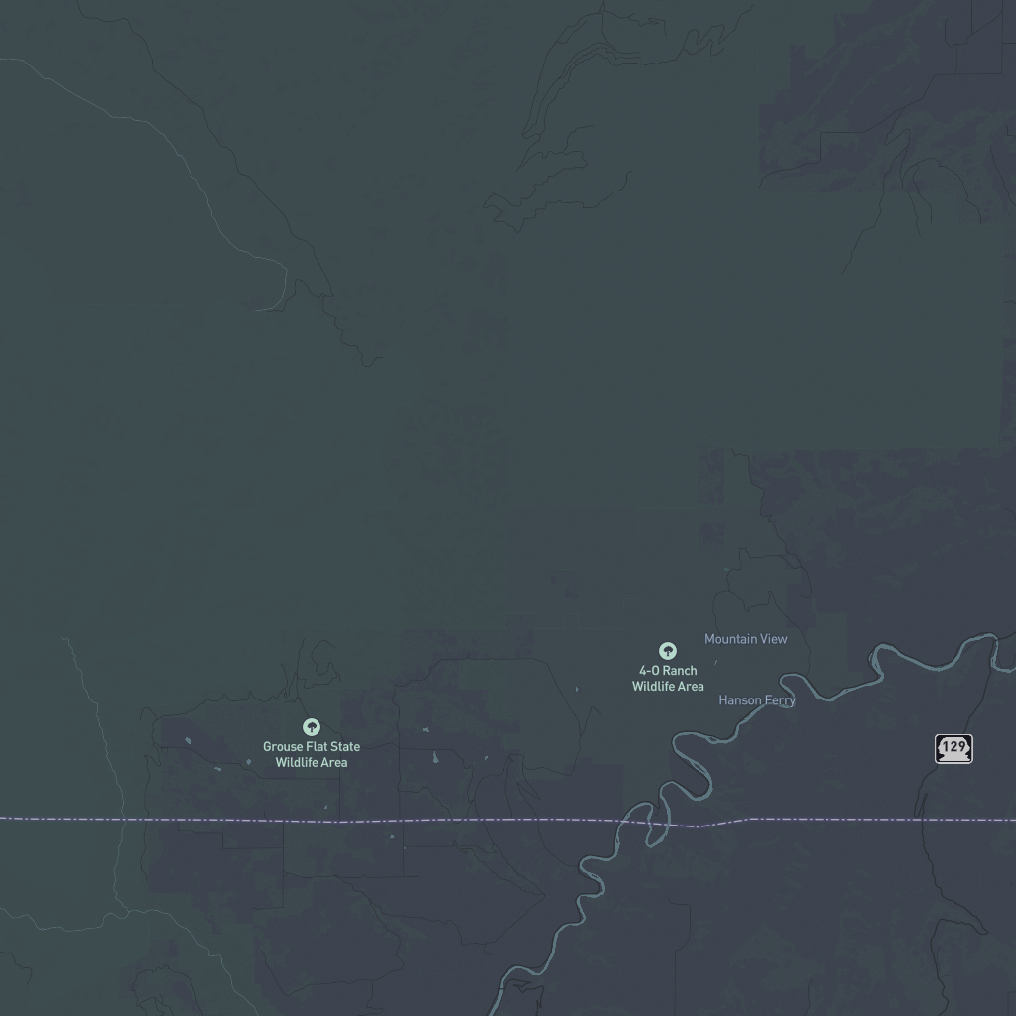 Mountain View
4-O Ranch
Wildlife Area
Hanson Ferry
Grouse Flat State
Wildlife Area
129